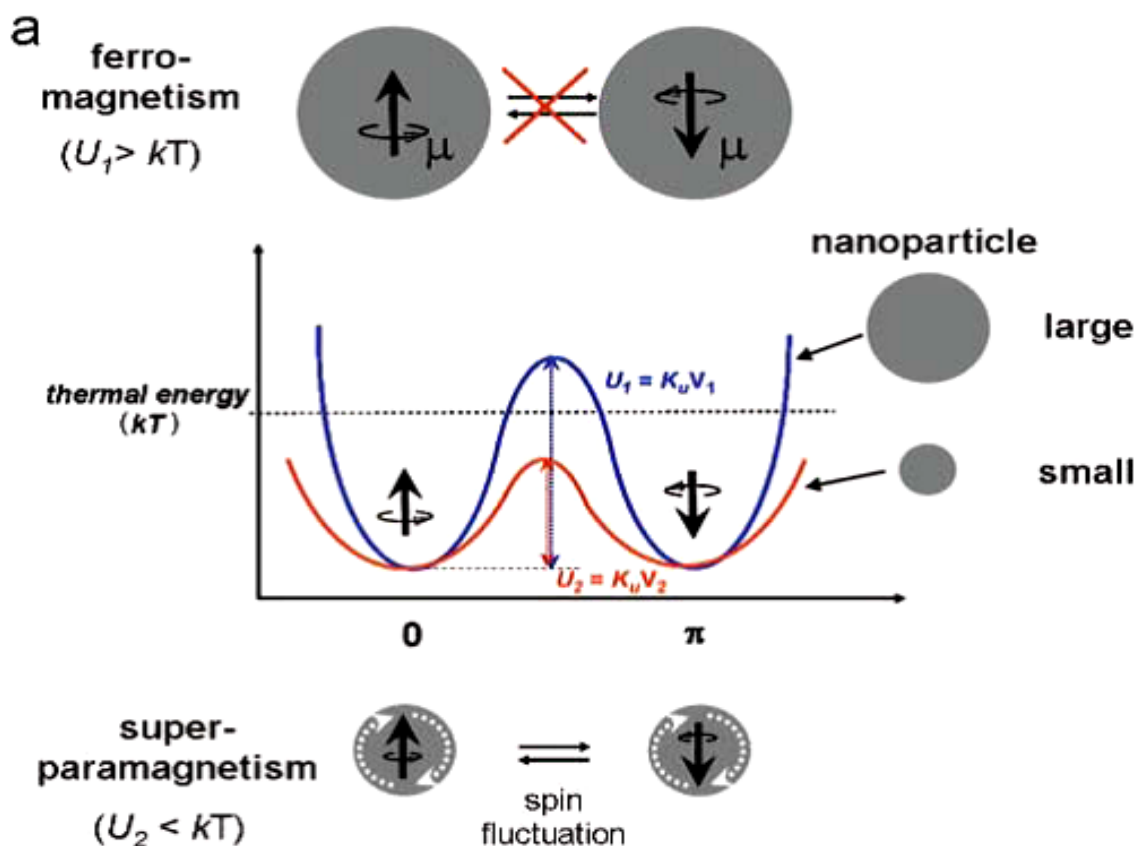 a
ferro-
magnetism
(U₁> kT)
μ
μ
nanoparticle
large
small
thermal energy
(kT)
U₁ = KᵤV₁
U₂ = KᵤV₂
0
π
super-
paramagnetism
(U₂ < kT)
spin
fluctuation